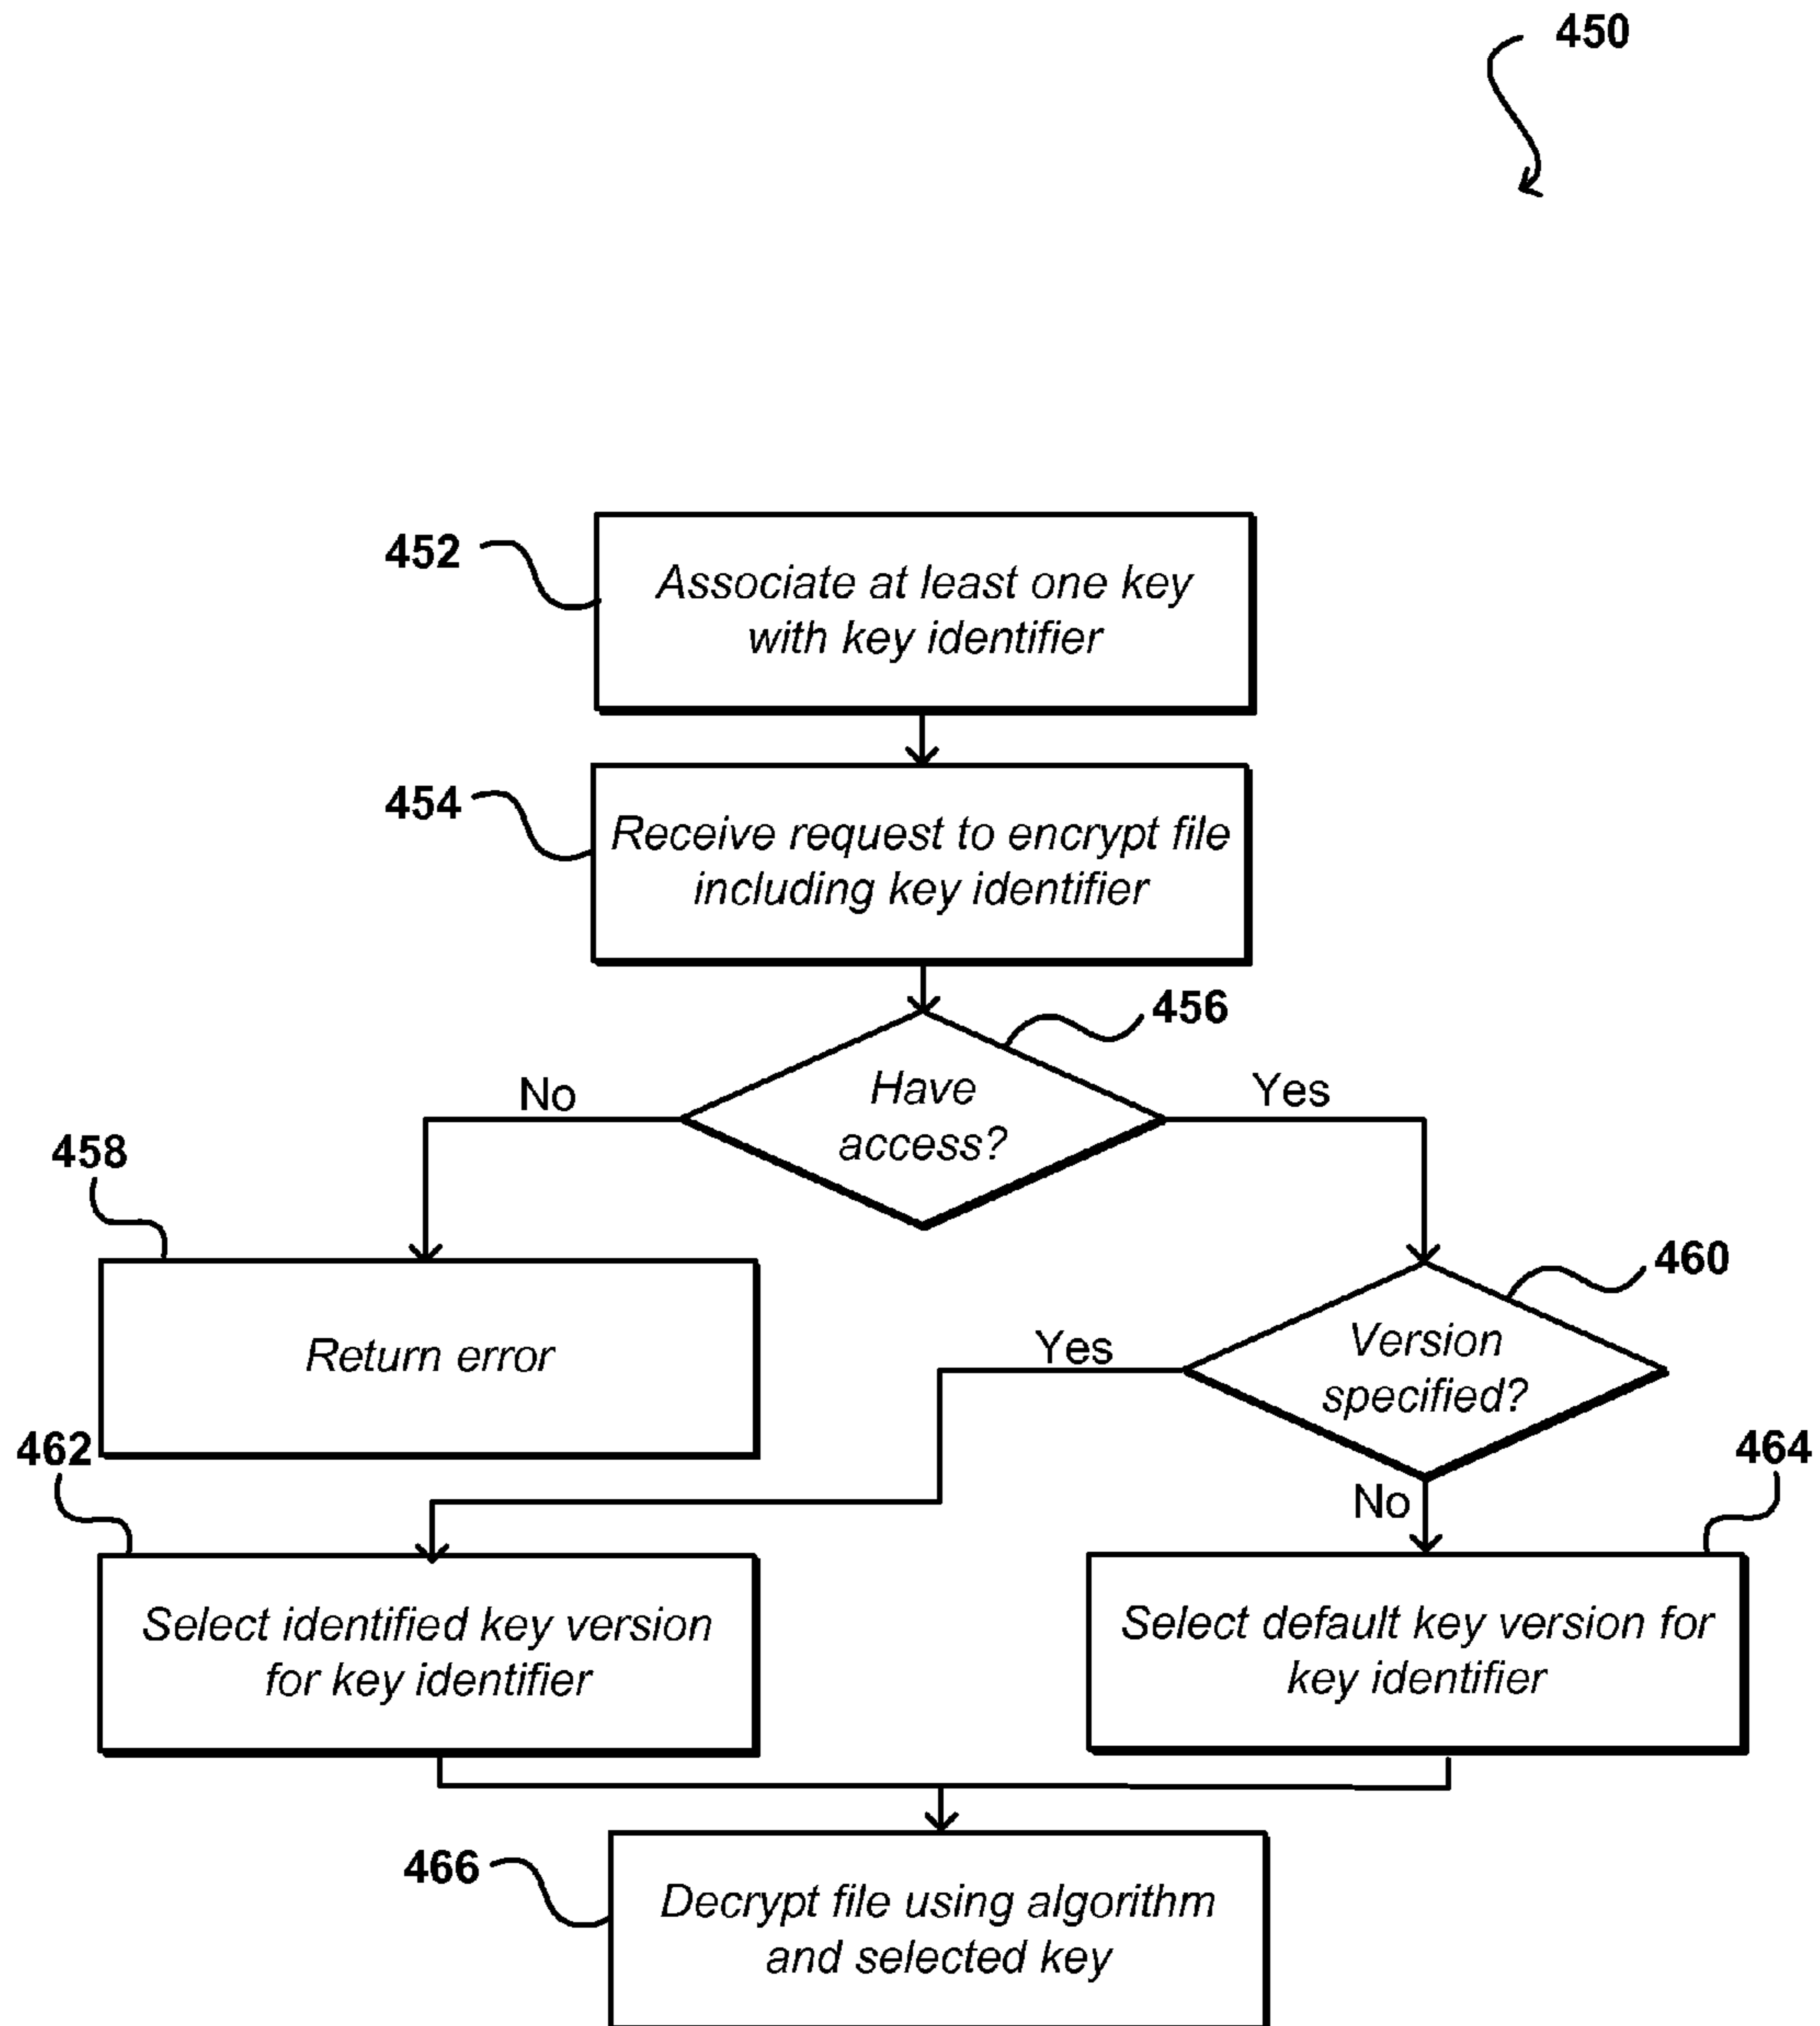 450
452
Associate at least one key
with key identifier
454
Receive request to encrypt file
including key identifier
456
Have
access?
No
Yes
458
Return error
460
Version
specified?
Yes
No
462
Select identified key version
for key identifier
464
Select default key version for
key identifier
466
Decrypt file using algorithm
and selected key